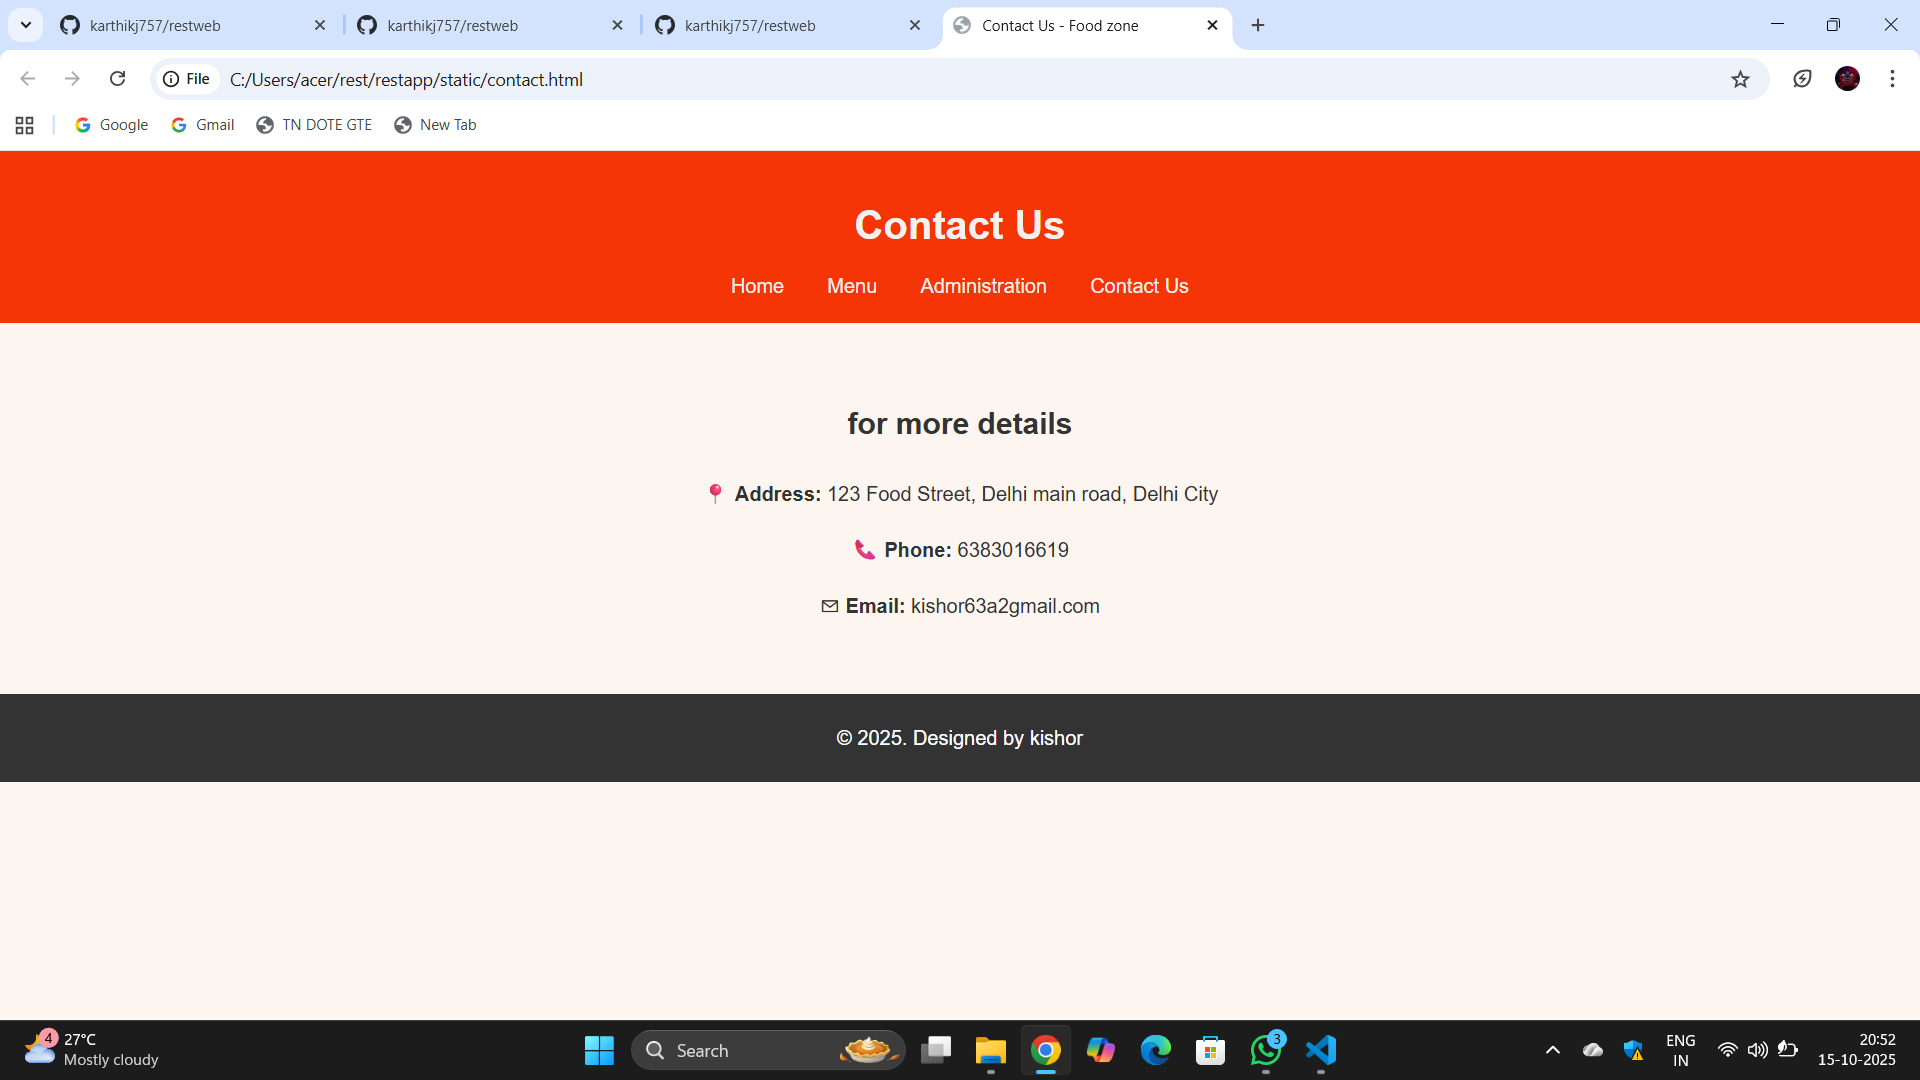 karthikj757/restweb
karthikj757/restweb
karthikj757/restweb
Contact Us - Food zone
File
C:/Users/acer/rest/restapp/static/contact.html
Google
Gmail
TN DOTE GTE
New Tab
Contact Us
Home
Menu
Administration
Contact Us
for more details
Address: 123 Food Street, Delhi main road, Delhi City
Phone: 6383016619
Email: kishor63a2gmail.com
© 2025. Designed by kishor
4
27°C
Mostly cloudy
Search
3
ENG
IN
20:52
15-10-2025